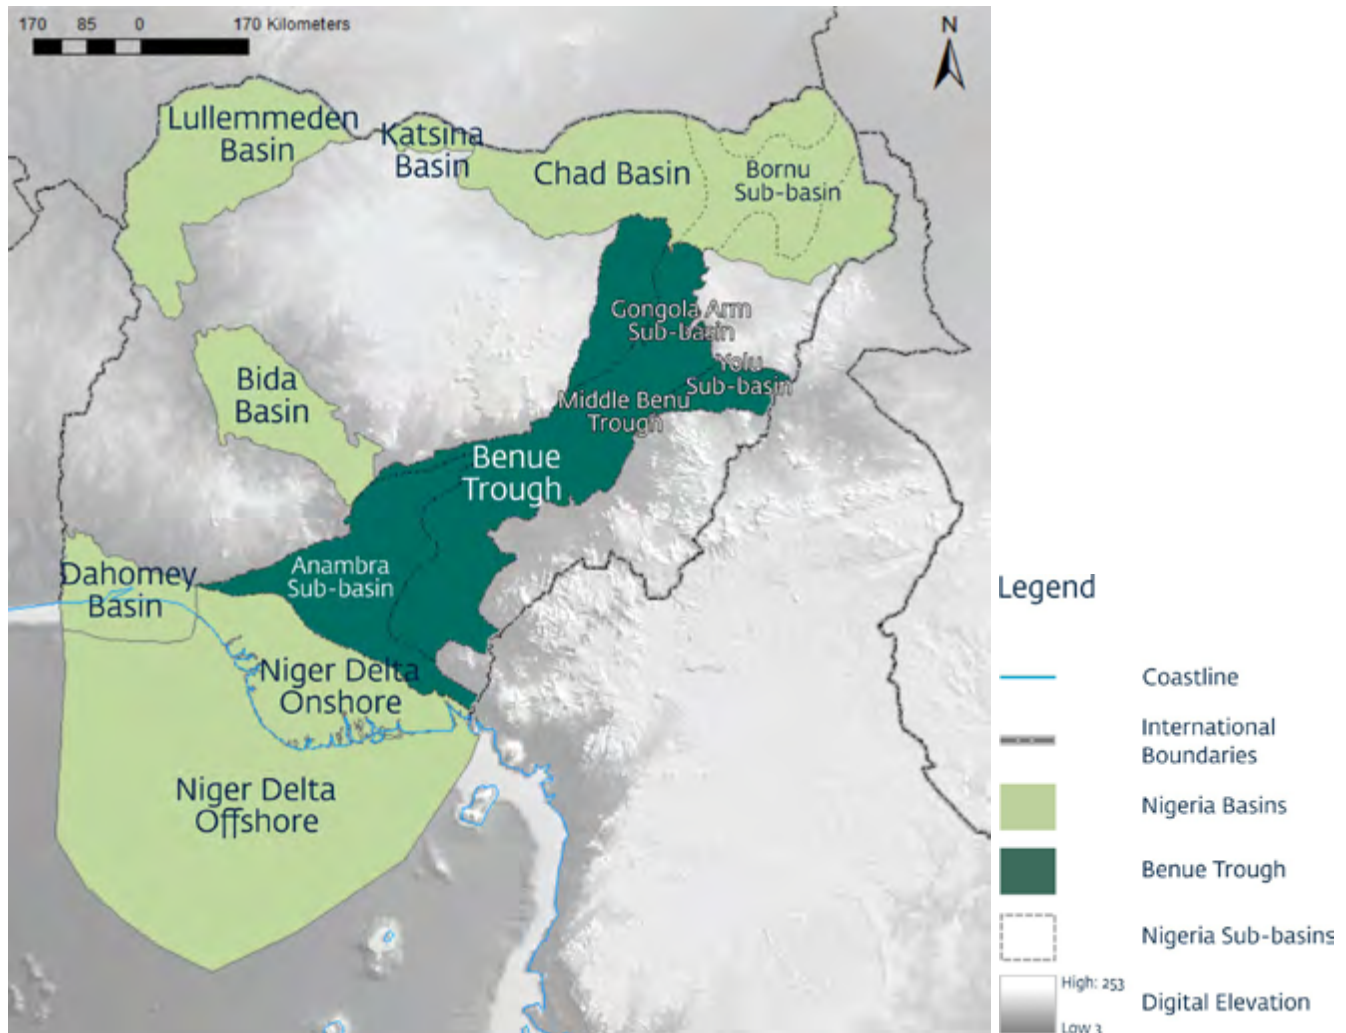 170 85 0 170 Kilometers
N
Lullemmeden
Basin
Katsina
Basin
Chad Basin
Bornu
Sub-basin
Gongola Arm
Sub-basin
Yolu
Sub-basin
Middle Benu
Trough
Bida
Basin
Benue
Trough
Anambra
Sub-basin
Dahomey
Basin
Niger Delta
Onshore
Niger Delta
Offshore
Legend
Coastline
International
Boundaries
Nigeria Basins
Benue Trough
Nigeria Sub-basins
High: 253
Digital Elevation
Low 3